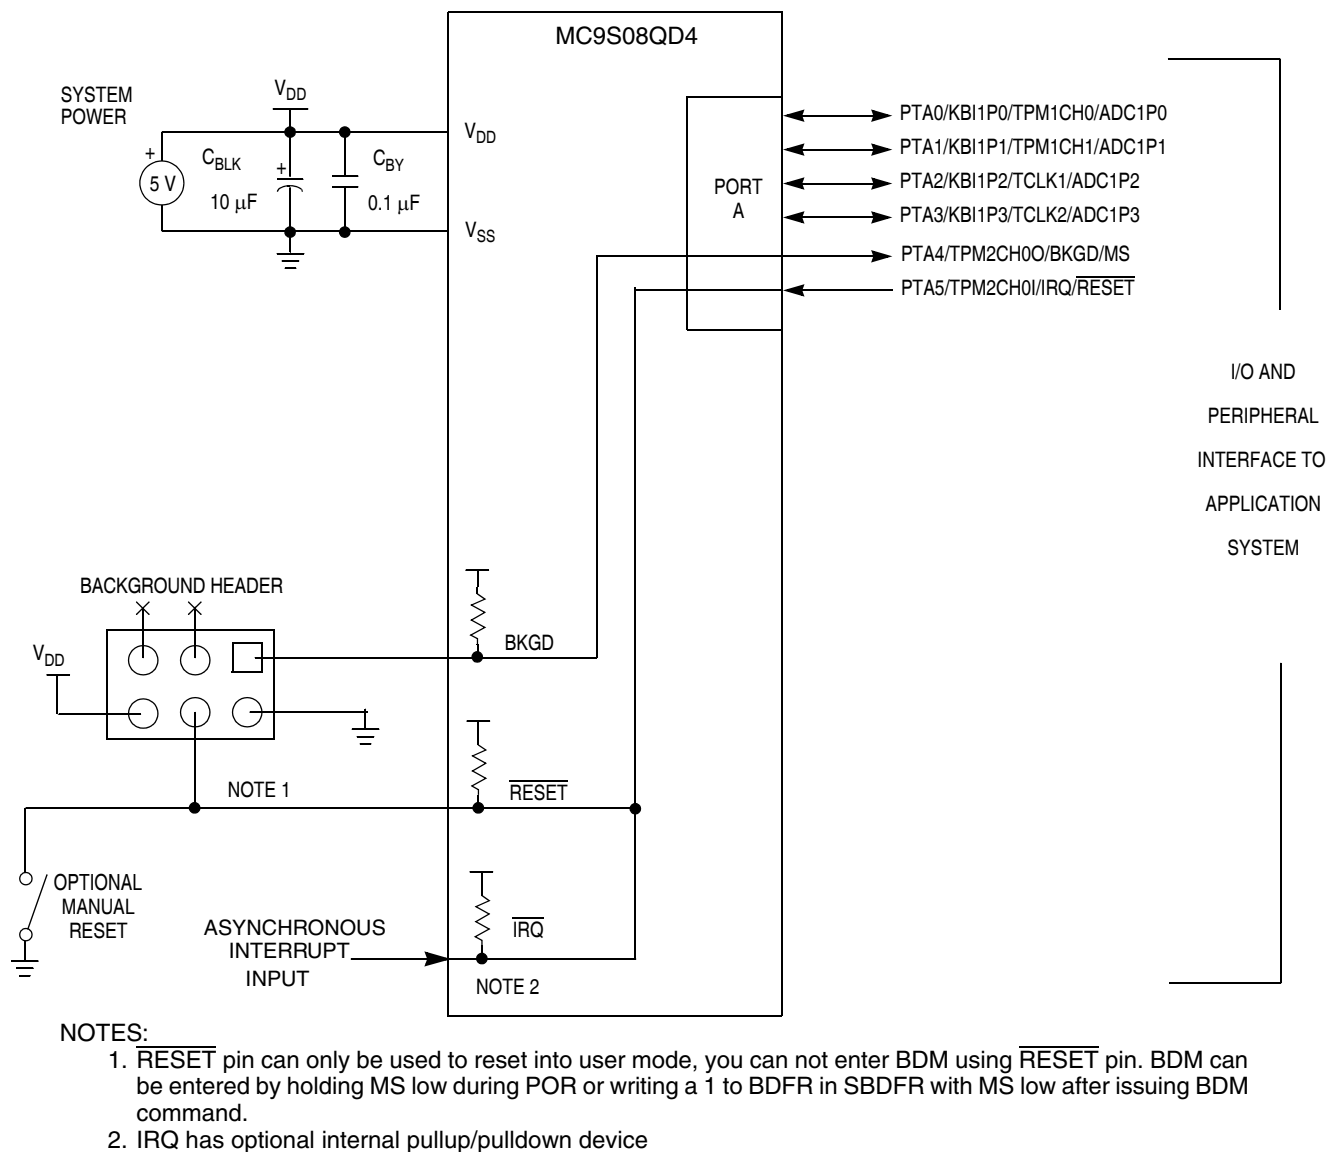 MC9S08QD4
SYSTEM
POWER
VDD
+
5 V
CBLK
10 μF
+
CBY
0.1 μF
VDD
VSS
PORT
A
PTA0/KBI1P0/TPM1CH0/ADC1P0
PTA1/KBI1P1/TPM1CH1/ADC1P1
PTA2/KBI1P2/TCLK1/ADC1P2
PTA3/KBI1P3/TCLK2/ADC1P3
PTA4/TPM2CH0O/BKGD/MS
PTA5/TPM2CH0I/IRQ/RESET
I/O AND
PERIPHERAL
INTERFACE TO
APPLICATION
SYSTEM
BACKGROUND HEADER
VDD
BKGD
NOTE 1
RESET
OPTIONAL
MANUAL
RESET
ASYNCHRONOUS
INTERRUPT
INPUT
IRQ
NOTE 2
NOTES:
1. RESET pin can only be used to reset into user mode, you can not enter BDM using RESET pin. BDM can
be entered by holding MS low during POR or writing a 1 to BDFR in SBDFR with MS low after issuing BDM
command.
2. IRQ has optional internal pullup/pulldown device